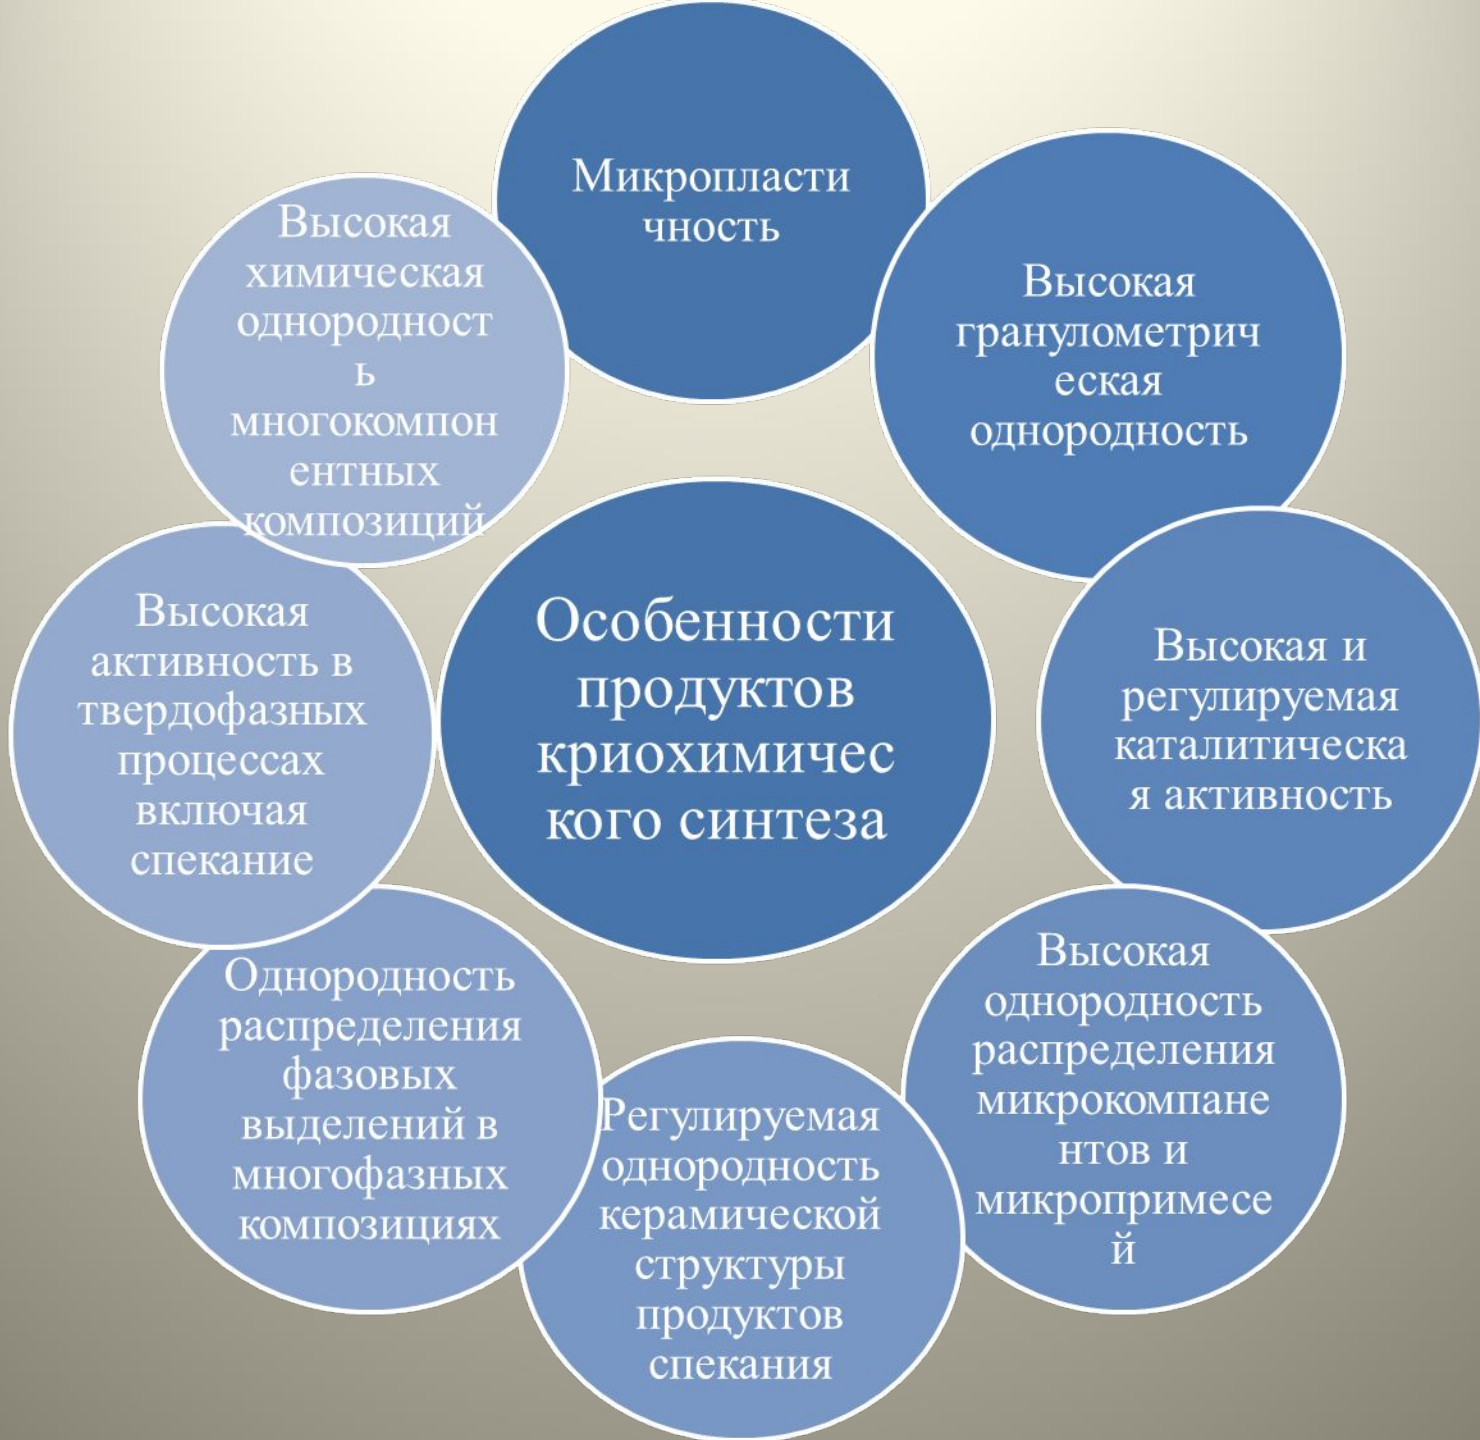 Микропласти
чность
Высокая
гранулометрич
еская
однородность
Высокая и
регулируемая
каталитическа
я активность
Высокая
однородность
распределения
микрокомпане
нтов и
микропримесе
й
Регулируемая
однородность
керамической
структуры
продуктов
спекания
Однородность
распределения
фазовых
выделений в
многофазных
композициях
Высокая
активность в
твердофазных
процессах
включая
спекание
Высокая
химическая
однородност
ь
многокомпон
ентных
композиций
Особенности
продуктов
криохимичес
кого синтеза